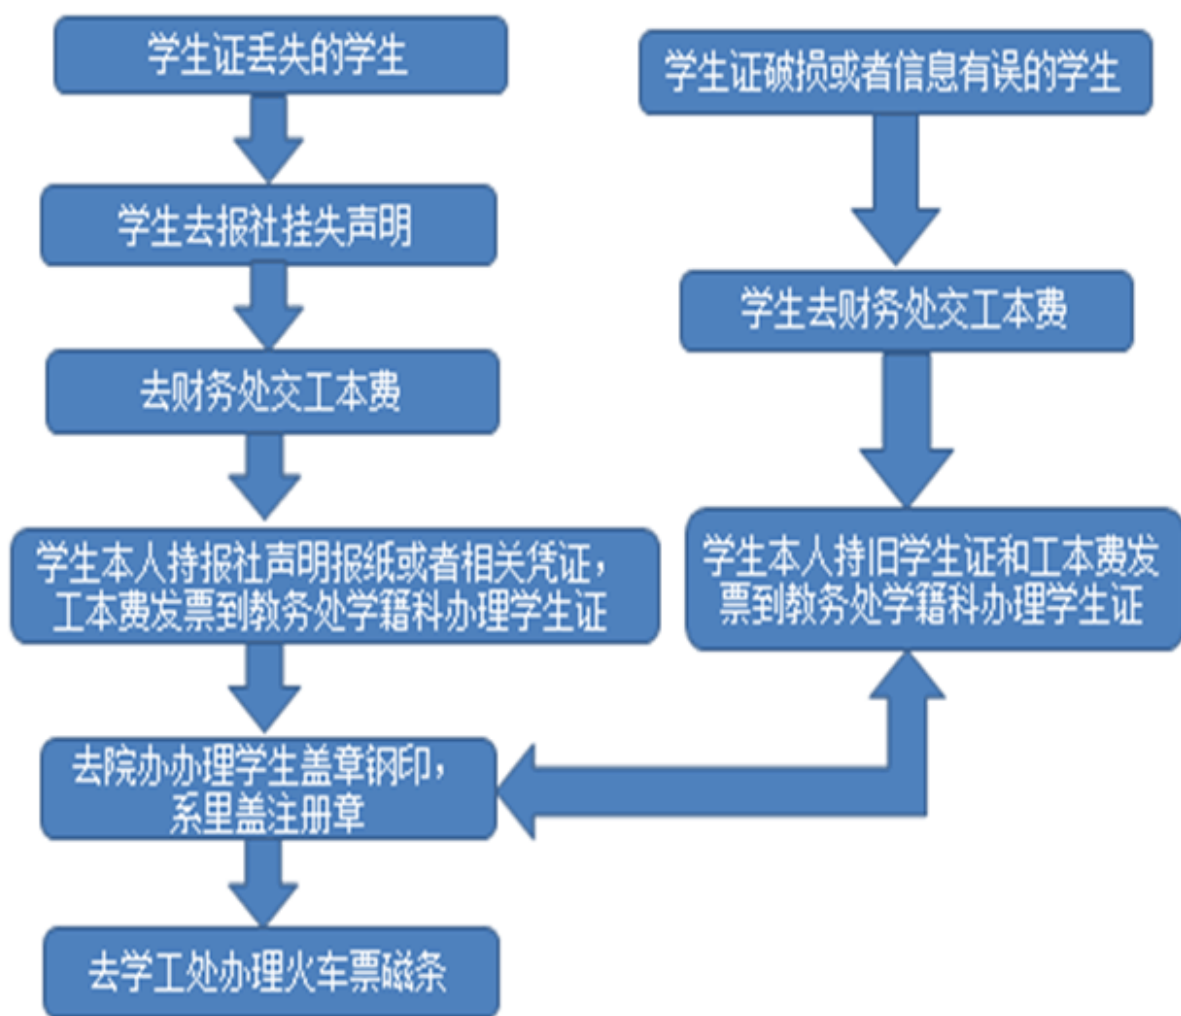 学生证丢失的学生
学生去报社挂失声明
去财务处交工本费
学生本人持报社声明报纸或者相关凭证，
工本费发票到教务处学籍科办理学生证
去院办办理学生盖章钢印，
系里盖注册章
去学工处办理火车票磁条
学生证破损或者信息有误的学生
学生去财务处交工本费
学生本人持旧学生证和工本费发
票到教务处学籍科办理学生证